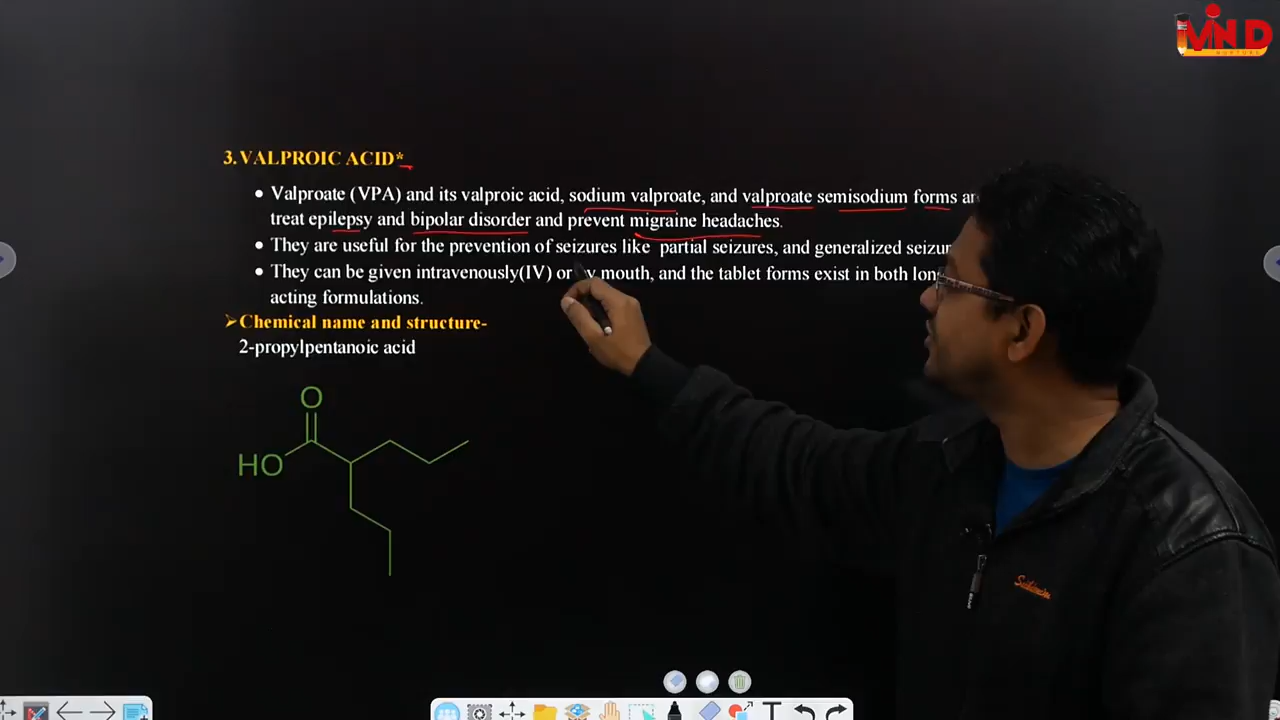 MIND
3. VALPROIC ACID*
• Valproate (VPA) and its valproic acid, sodium valproate, and valproate semisodium forms
treat epilepsy and bipolar disorder and prevent migraine headaches.
• They are useful for the prevention of seizures like partial seizures, and generalized
• They can be given intravenously(IV) or mouth, and the tablet forms exist in both
acting formulations.
➢Chemical name and structure-
2-propylpentanoic acid
O
HO
T